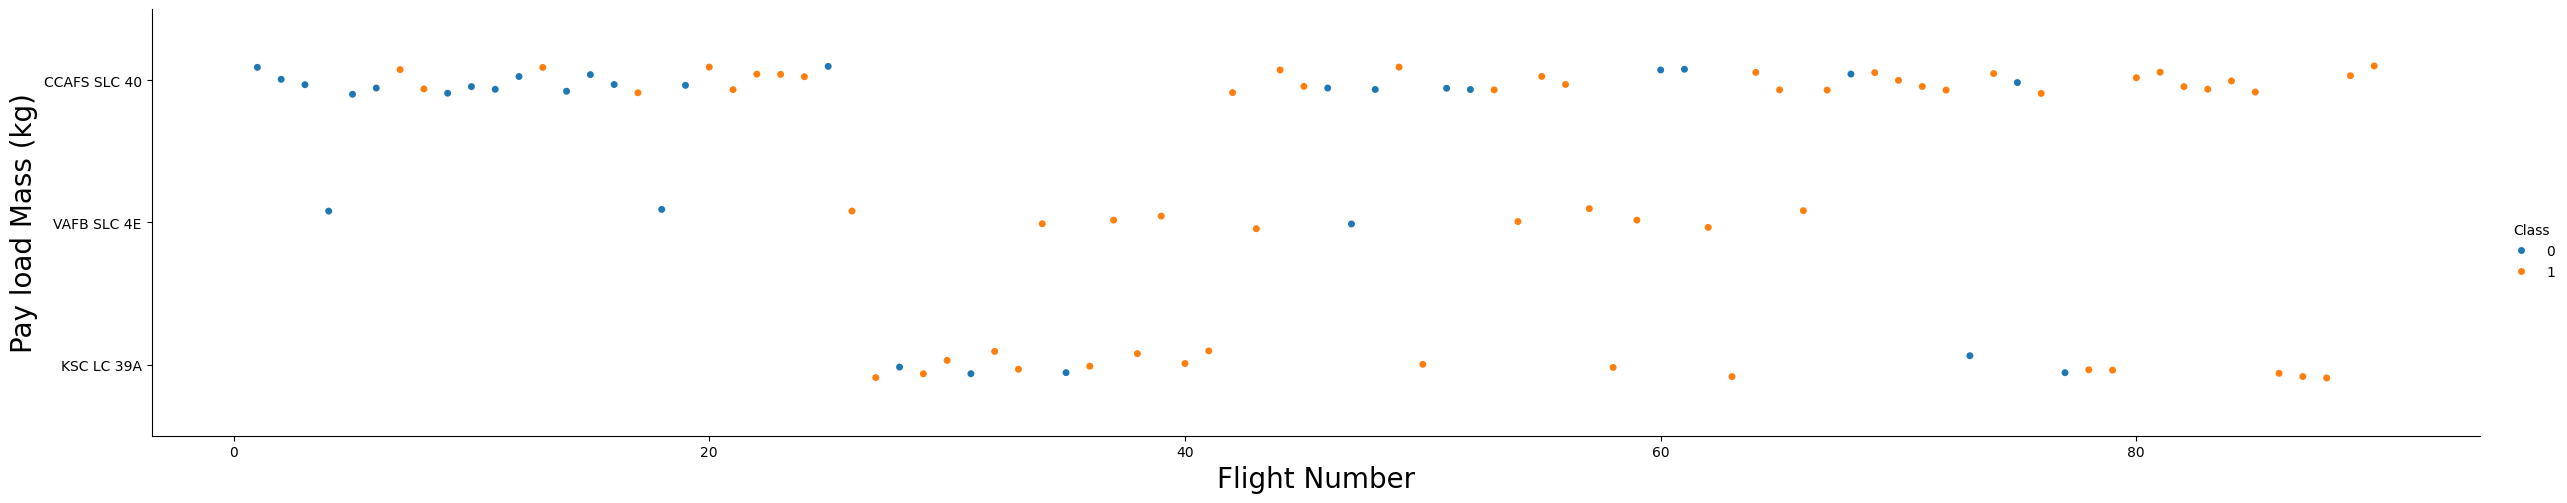 Pay load Mass (kg)
CCAFS SLC 40
VAFB SLC 4E
KSC LC 39A
0 20 40 60 80
Flight Number
Class
0
1